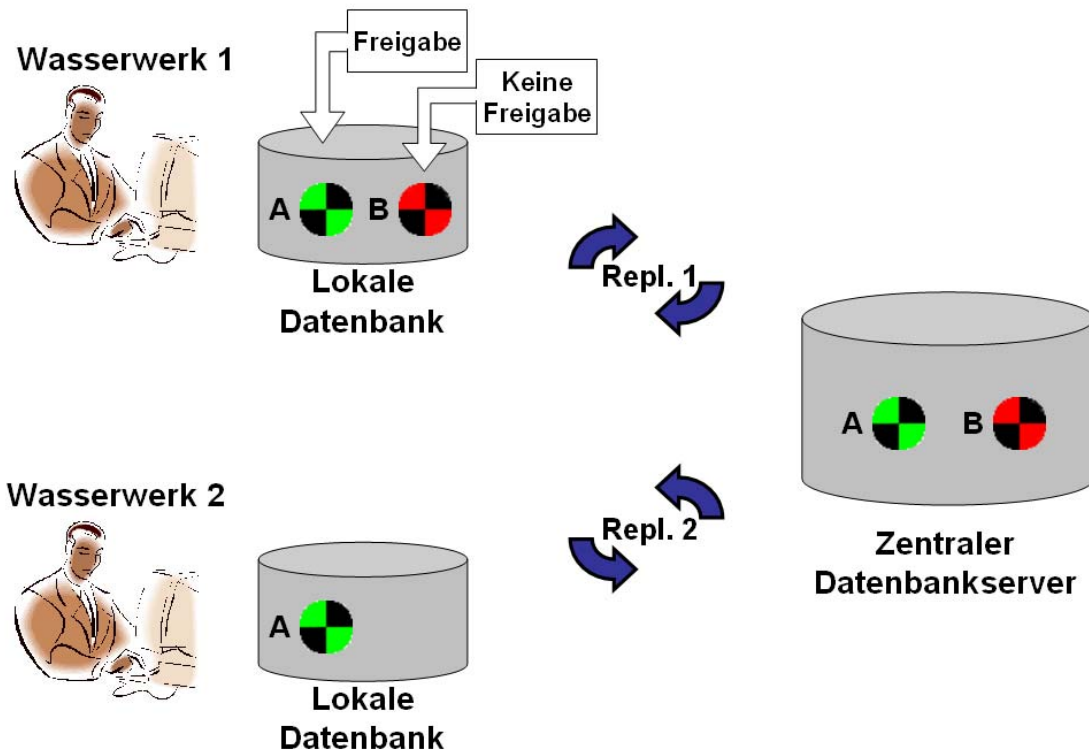 Wasserwerk 1
Freigabe
Keine
Freigabe
A
B
Lokale
Datenbank
Repl. 1
A
B
Zentraler
Datenbankserver
Wasserwerk 2
A
Lokale
Datenbank
Repl. 2